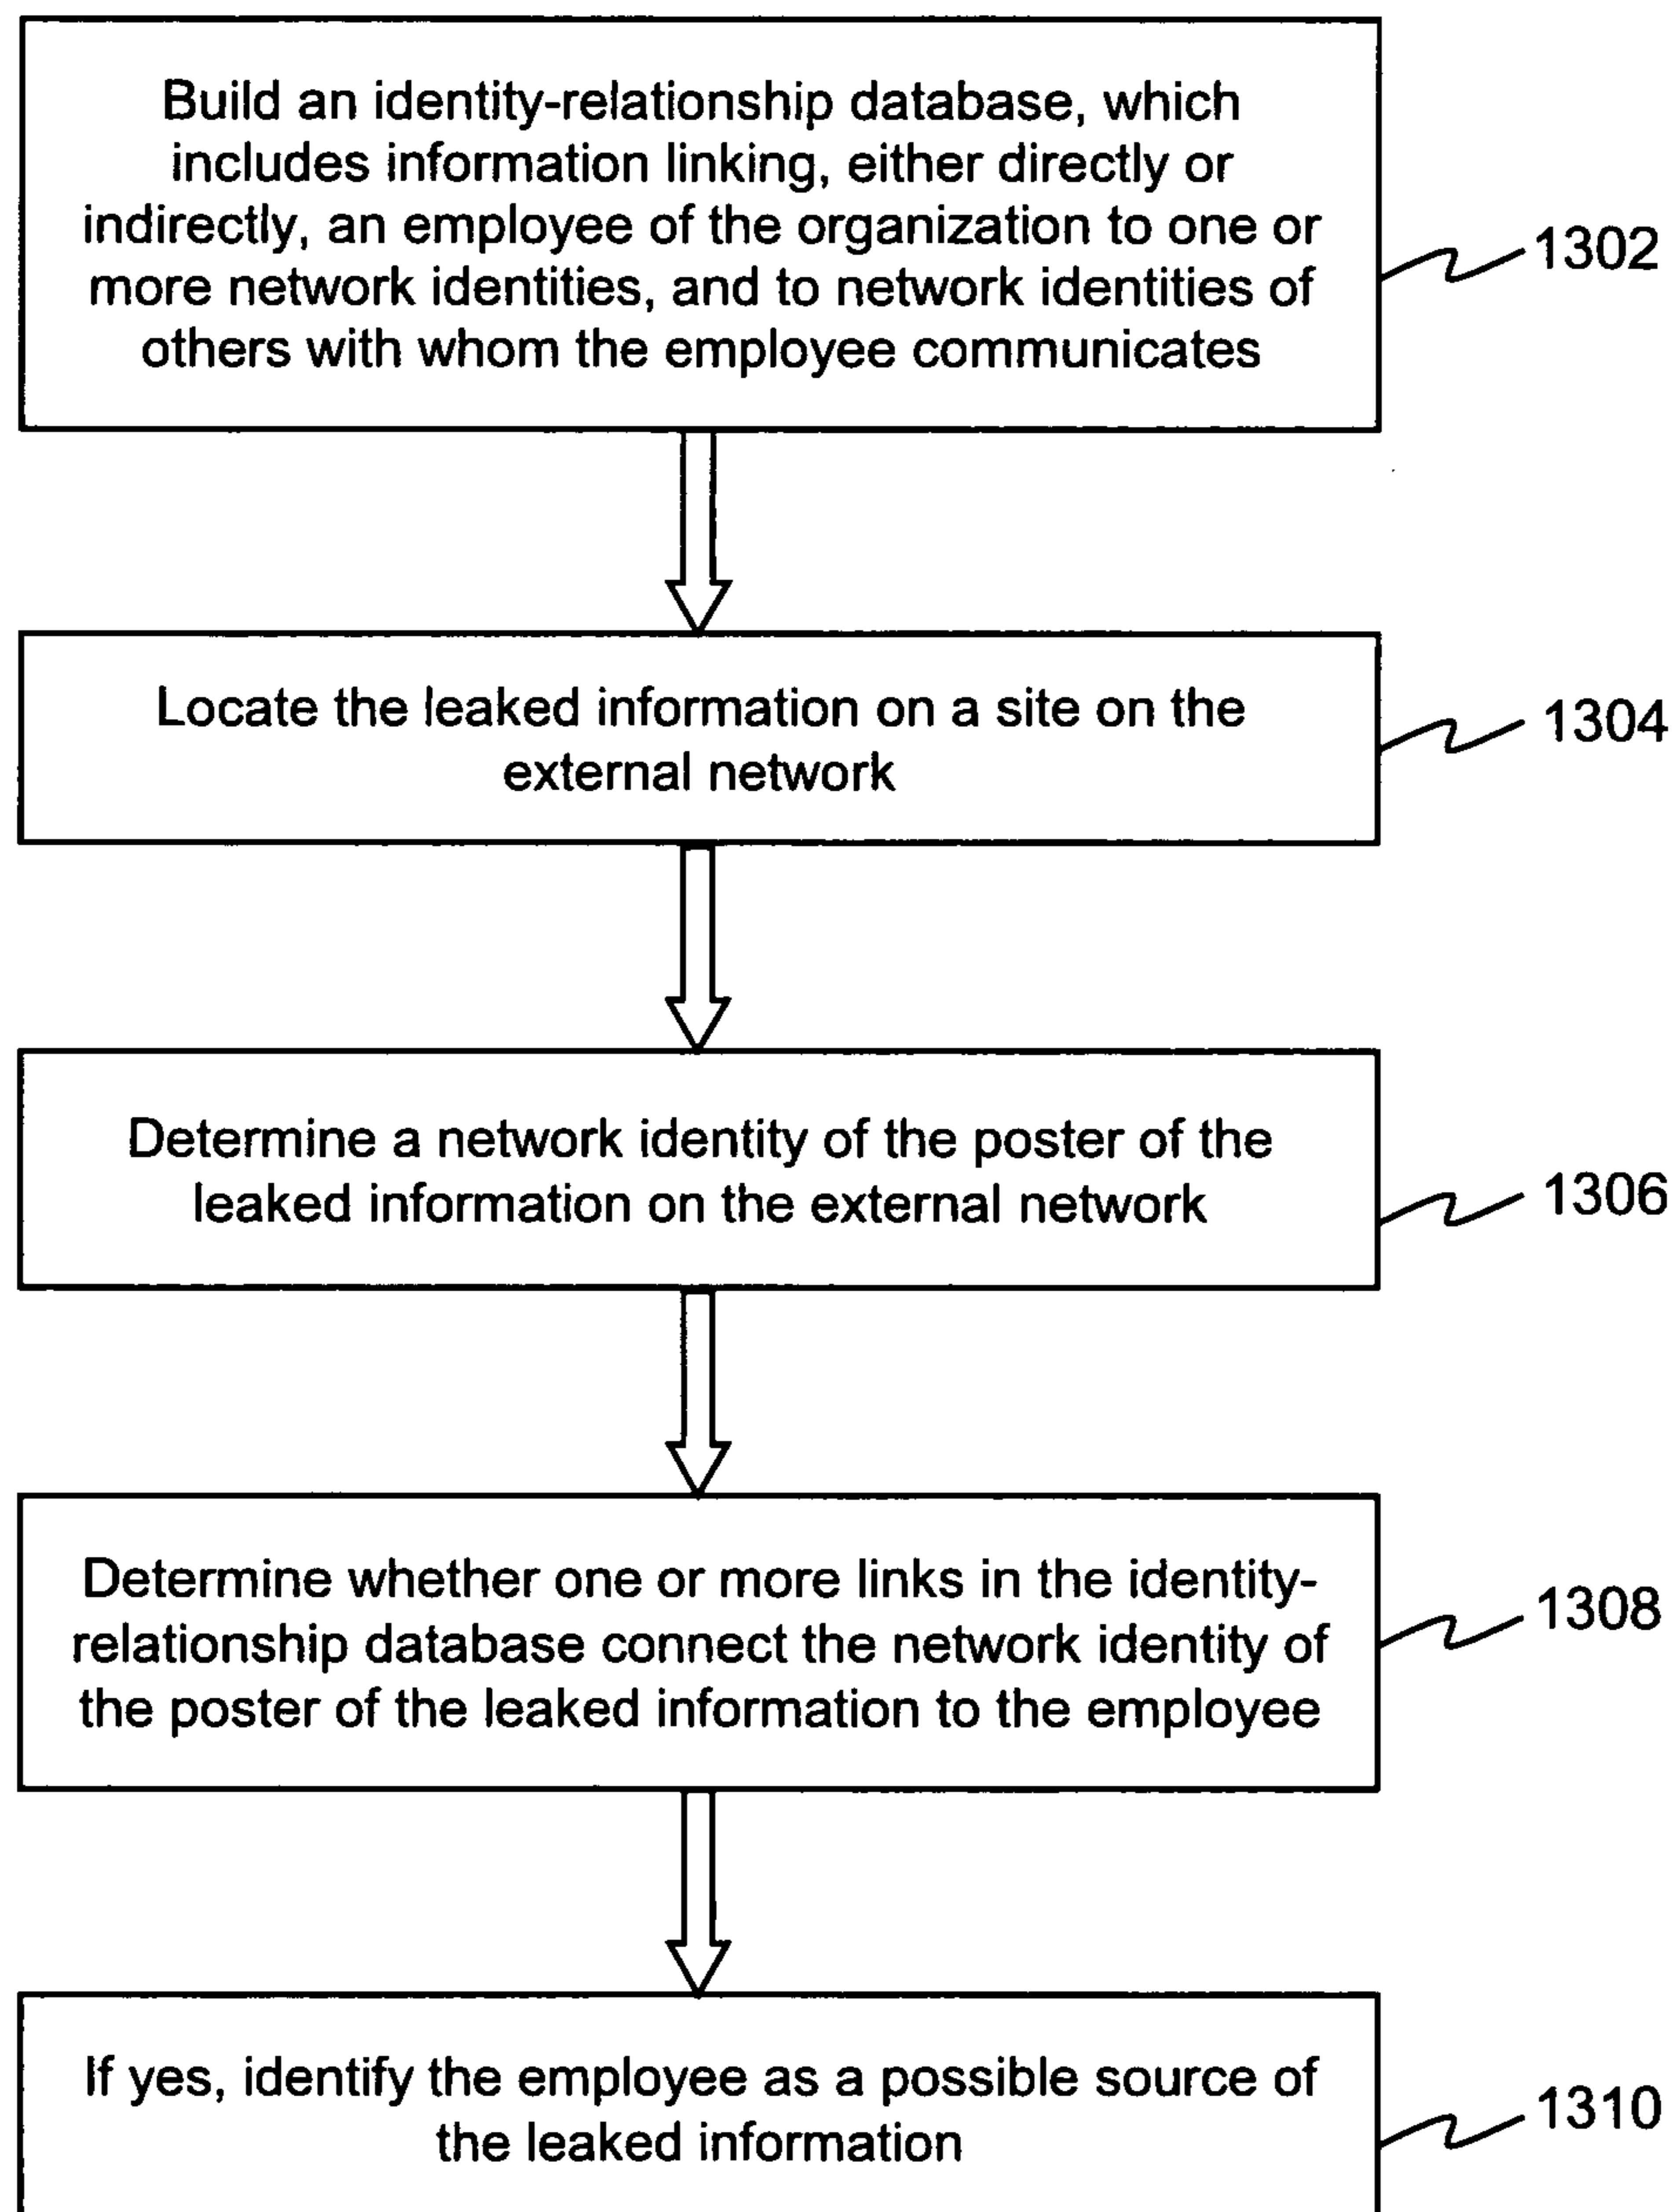 Build an identity-relationship database, which
includes information linking, either directly or
indirectly, an employee of the organization to one or
more network identities, and to network identities of
others with whom the employee communicates
1302
Locate the leaked information on a site on the
external network
1304
Determine a network identity of the poster of the
leaked information on the external network
1306
Determine whether one or more links in the identity-
relationship database connect the network identity of
the poster of the leaked information to the employee
1308
If yes, identify the employee as a possible source of
the leaked information
1310